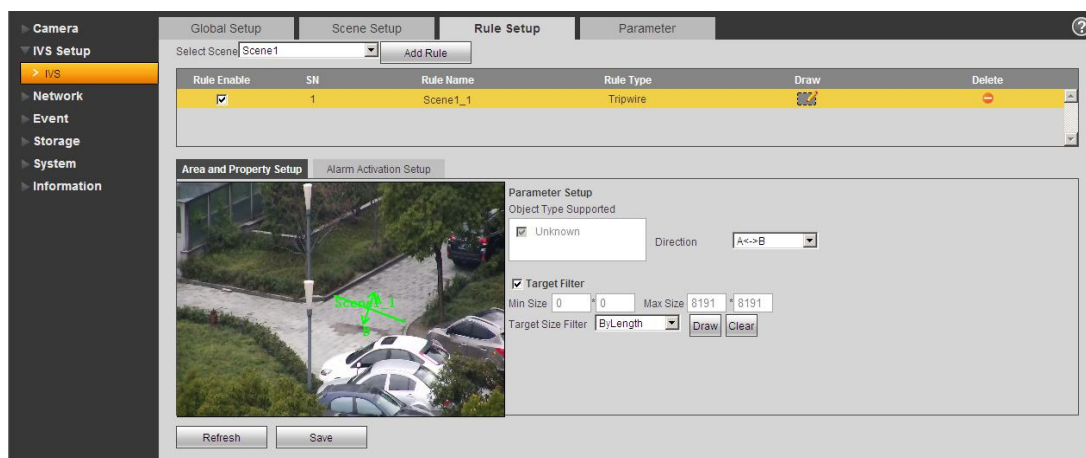 Camera
IVS Setup
> IVS
Network
Event
Storage
System
Information
Global Setup Scene Setup Rule Setup Parameter
Select Scene Scene1 Add Rule
Rule Enable SN Rule Name Rule Type Draw Delete
1 Scene1_1 Tripwire
Area and Property Setup Alarm Activation Setup
Scene1_1
Parameter Setup
Object Type Supported
Unknown
Direction A<->B
Target Filter
Min Size 0 * 0 Max Size 8191 * 8191
Target Size Filter ByLength Draw Clear
Refresh Save